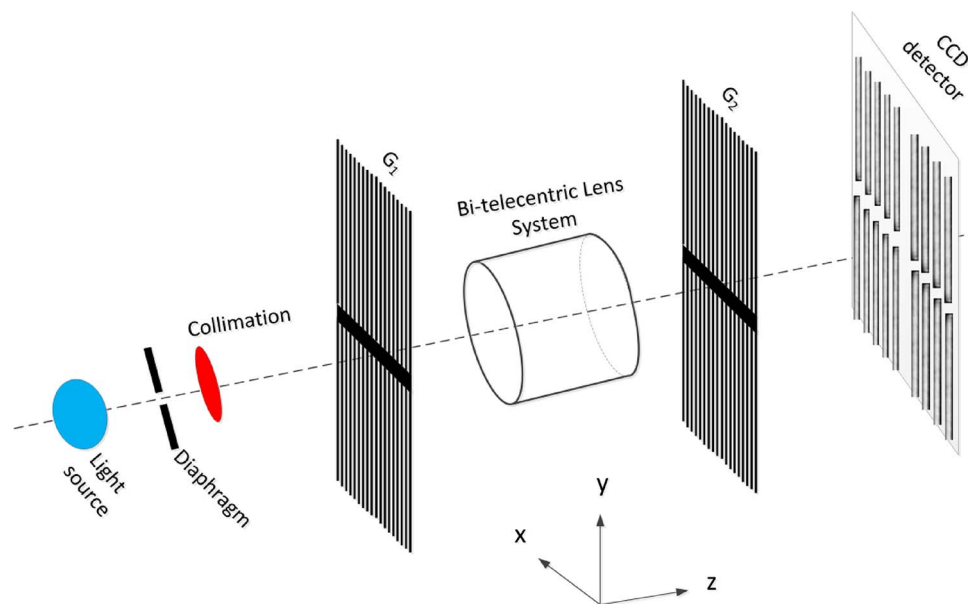 Light
source
Diaphragm
Collimation
G1
Bi-telecentric Lens
System
G2
CCD
detector
x
y
z